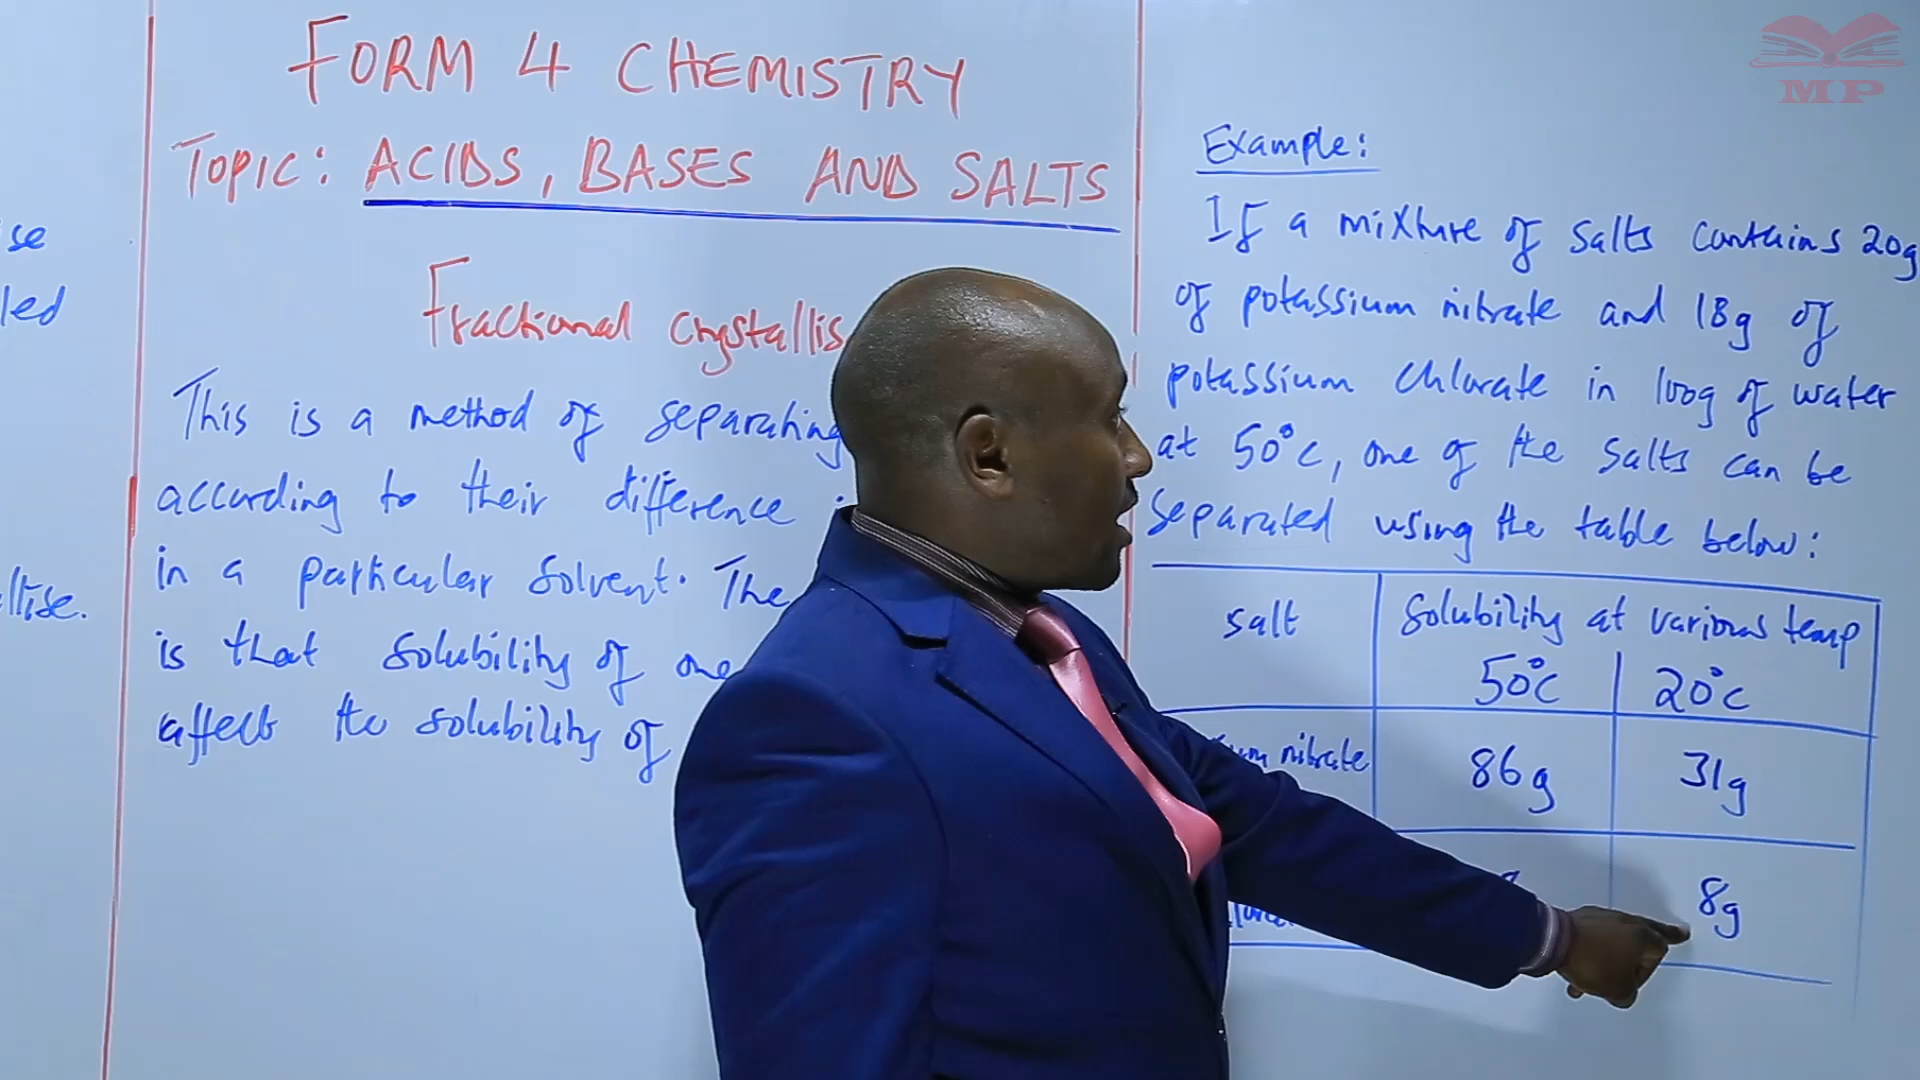 FORM 4 CHEMISTRY
TOPIC: ACIDS, BASES AND SALTS
se
led
Fractional crystallis
This is a method of separating
according to their difference
in a particular solvent. The
ltise.
is that solubility of one
affect the solubility of
Example:
If a mixture of salts contains 20g
of potassium nitrate and 18g of
potassium chlorate in 100g of water
at 50°C, one of the salts can be
separated using the table below:
salt solubility at various temp
50°C 20°C
nitrate 86g 31g
8g
MP